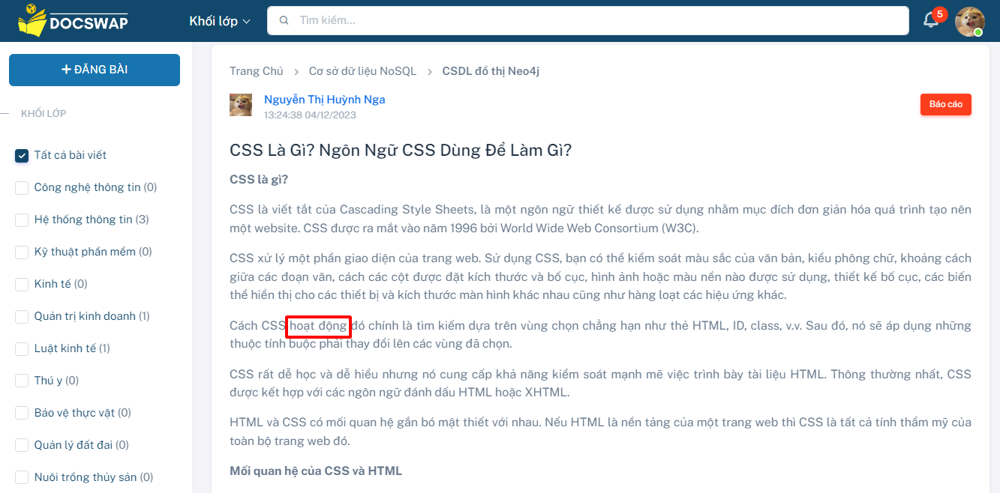 DOCSWAP
Khối lớp
Tìm kiếm...
5
+ ĐĂNG BÀI
KHỐI LỚP
Tất cả bài viết
Công nghệ thông tin (0)
Hệ thống thông tin (3)
Kỹ thuật phần mềm (0)
Kinh tế (0)
Quản trị kinh doanh (1)
Luật kinh tế (1)
Thú y (0)
Bảo vệ thực vật (0)
Quản lý đất đai (0)
Nuôi trồng thủy sản (0)
Trang Chủ > Cơ sở dữ liệu NoSQL > CSDL đồ thị Neo4j
Nguyễn Thị Huỳnh Nga
13:24:38 04/12/2023
Báo cáo
CSS Là Gì? Ngôn Ngữ CSS Dùng Để Làm Gì?
CSS là gì?
CSS là viết tắt của Cascading Style Sheets, là một ngôn ngữ thiết kế được sử dụng nhằm mục đích đơn giản hóa quá trình tạo nên
một website. CSS được ra mắt vào năm 1996 bởi World Wide Web Consortium (W3C).
CSS xử lý một phần giao diện của trang web. Sử dụng CSS, bạn có thể kiểm soát màu sắc của văn bản, kiểu phông chữ, khoảng cách
giữa các đoạn văn, cách các cột được đặt kích thước và bố cục, hình ảnh hoặc màu nền nào được sử dụng, thiết kế bố cục, các biến
thể hiển thị cho các thiết bị và kích thước màn hình khác nhau cũng như hàng loạt các hiệu ứng khác.
Cách CSS hoạt động đó chính là tìm kiếm dựa trên vùng chọn chẳng hạn như thẻ HTML, ID, class, v.v. Sau đó, nó sẽ áp dụng những
thuộc tính buộc phải thay đổi lên các vùng đã chọn.
CSS rất dễ học và dễ hiểu nhưng nó cung cấp khả năng kiểm soát mạnh mẽ việc trình bày tài liệu HTML. Thông thường nhất, CSS
được kết hợp với các ngôn ngữ đánh dấu HTML hoặc XHTML.
HTML và CSS có mối quan hệ gắn bó mật thiết với nhau. Nếu HTML là nền tảng của một trang web thì CSS là tất cả tính thẩm mỹ của
toàn bộ trang web đó.
Mối quan hệ của CSS và HTML